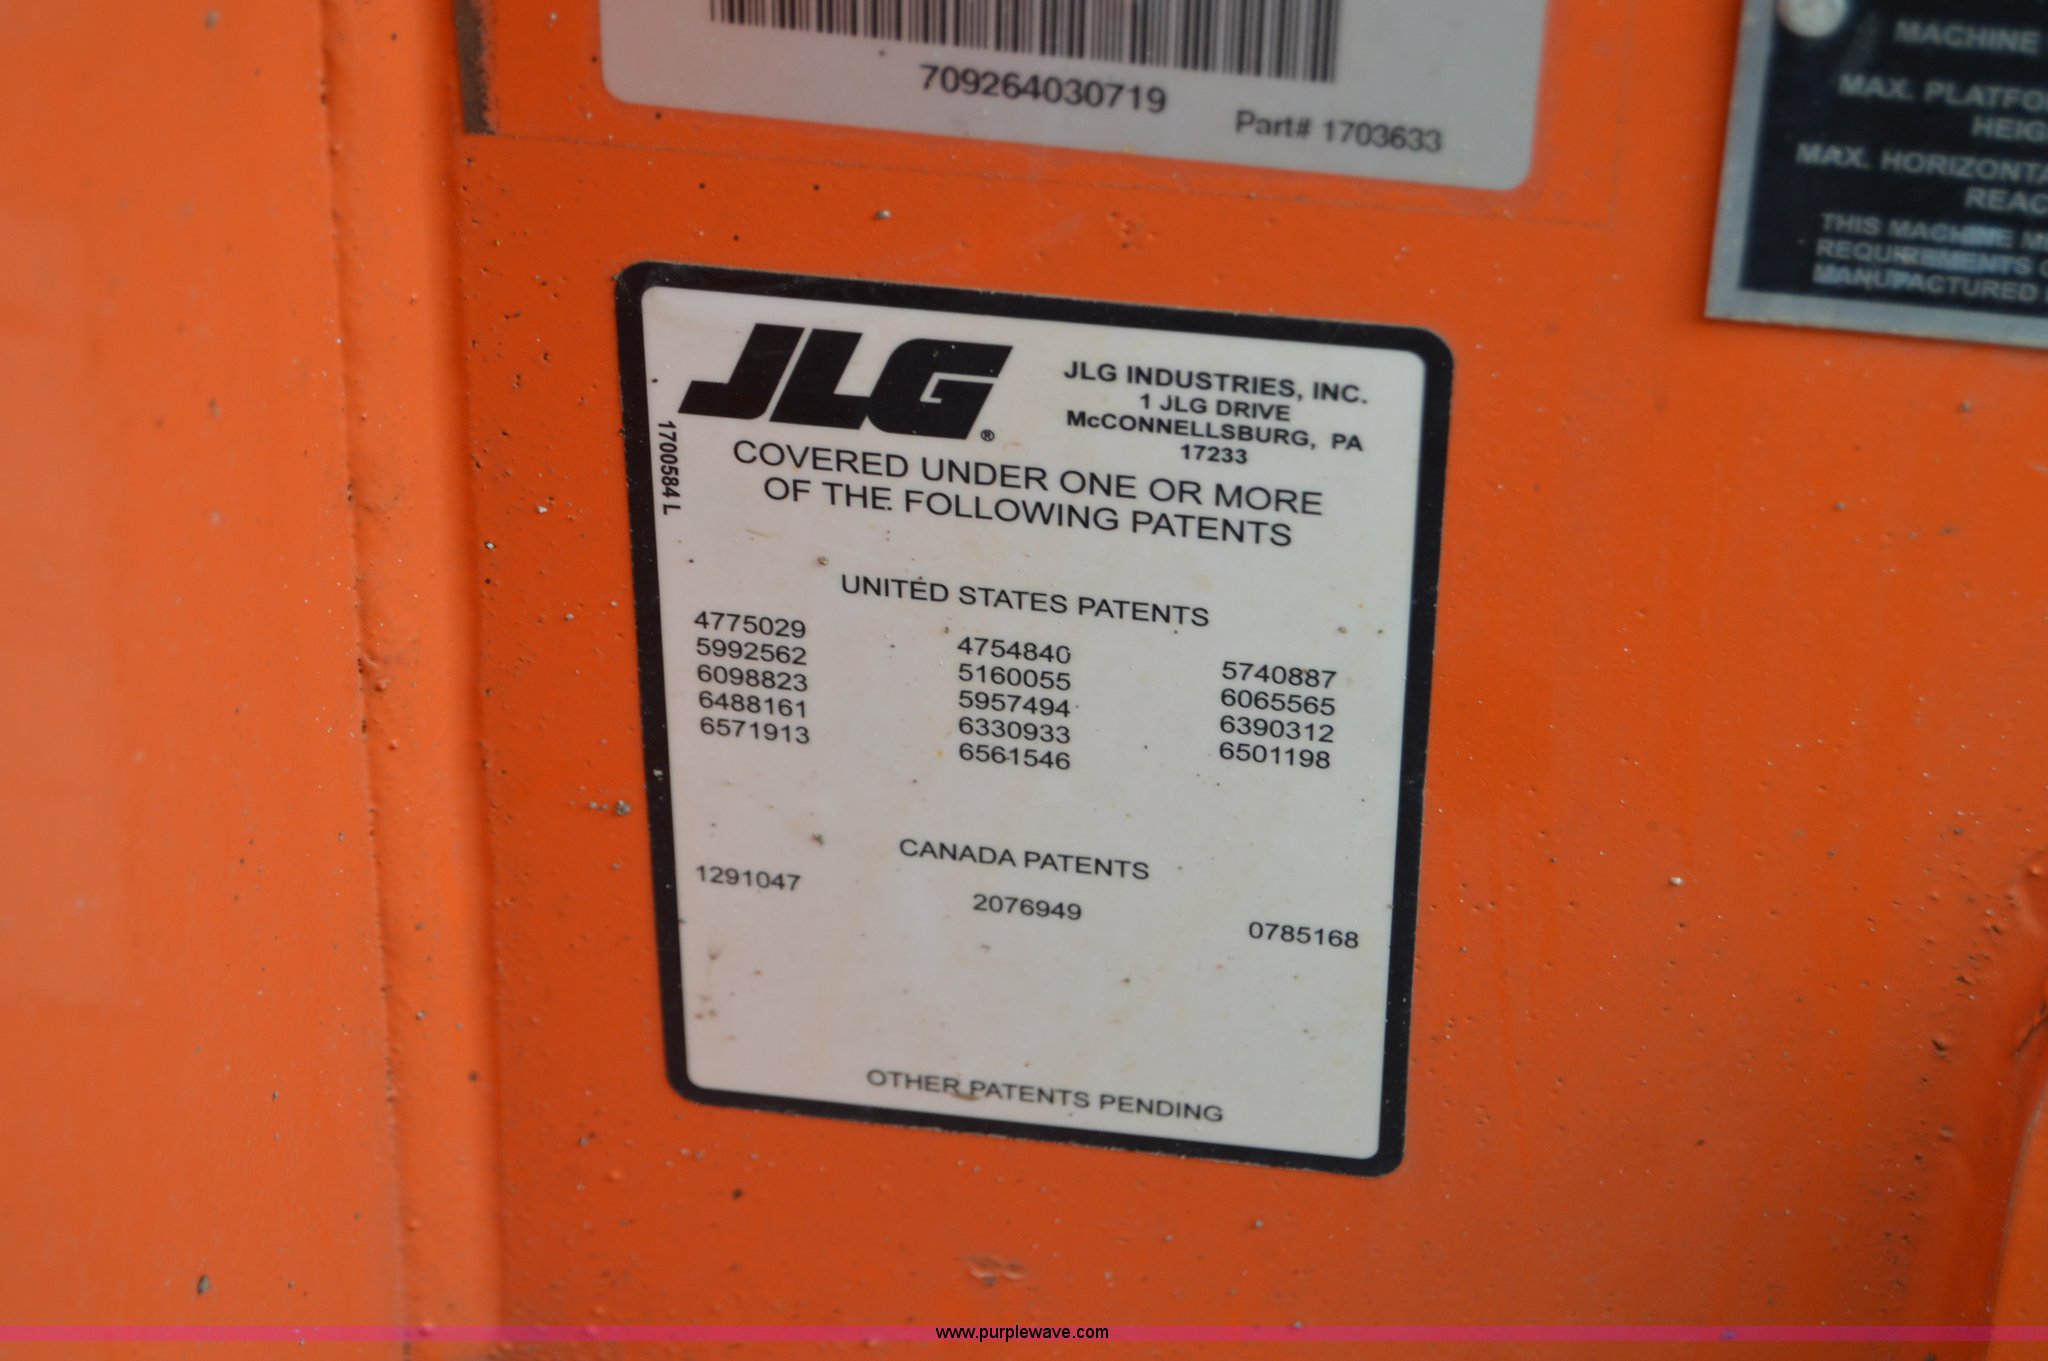 709264030719
Part# 1703633
MACHINE
MAX. PLATFO
HEIG
MAX. HORIZONTA
REAC
THIS MACHINE M
REQUIREMENTS O
MANUFACTURED
JLG®
JLG INDUSTRIES, INC.
1 JLG DRIVE
McCONNELLSBURG, PA
17233
1700584 L
COVERED UNDER ONE OR MORE
OF THE FOLLOWING PATENTS
UNITED STATES PATENTS
4775029 4754840 5740887
5992562 5160055 6065565
6098823 5957494 6390312
6488161 6330933 6501198
6571913 6561546
CANADA PATENTS
1291047 2076949 0785168
OTHER PATENTS PENDING
www.purplewave.com